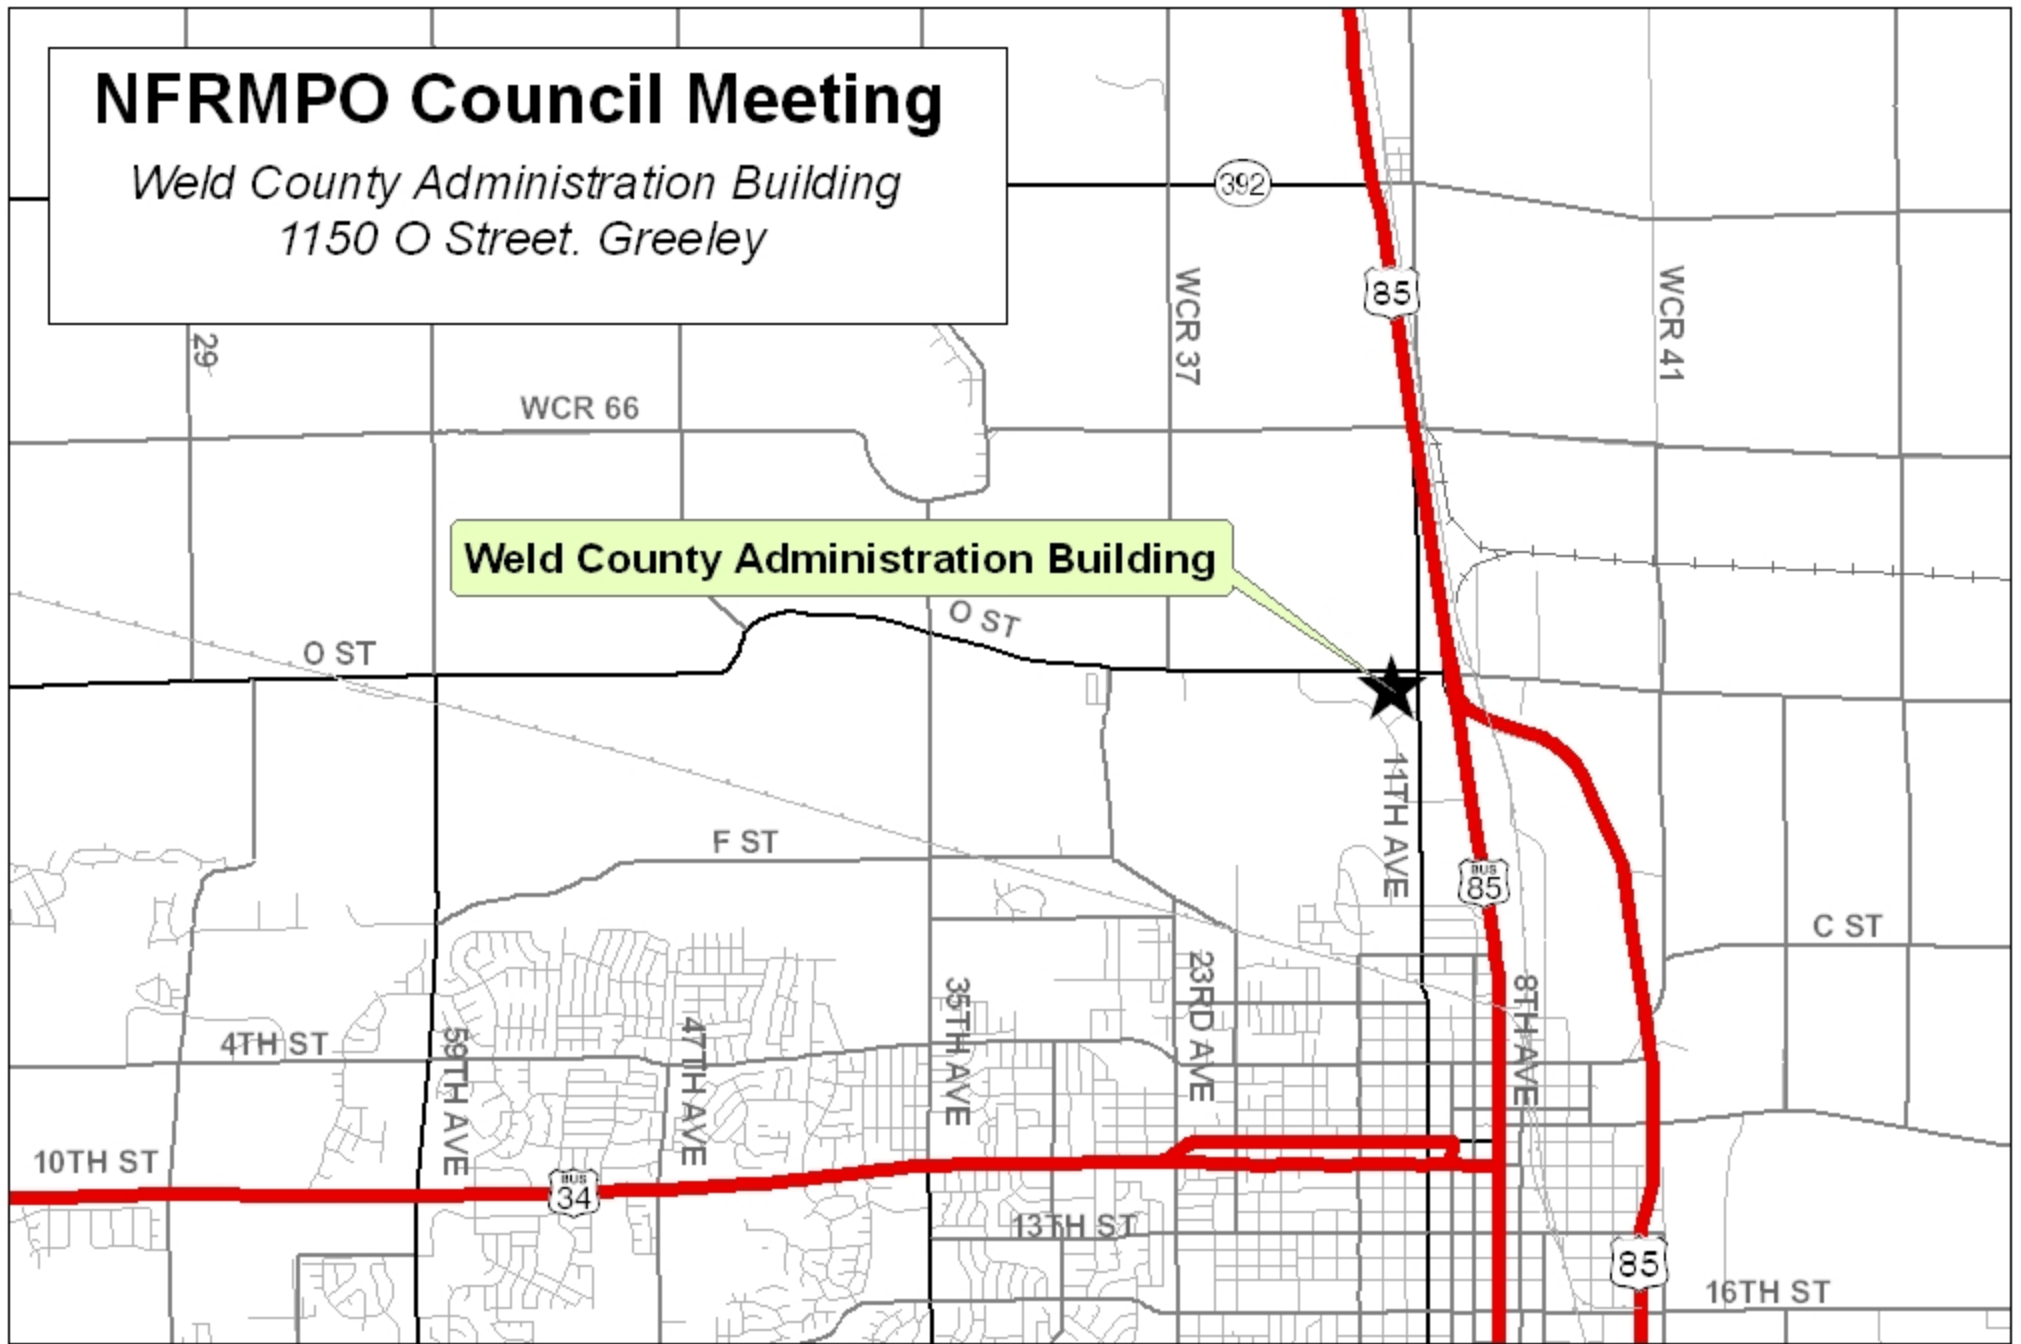 NFRMPO Council Meeting
Weld County Administration Building
1150 O Street. Greeley
392
85
WCR 37
WCR 41
29
WCR 66
Weld County Administration Building
O ST
O ST
11TH AVE
F ST
BUS
85
C ST
35TH AVE
23RD AVE
8TH AVE
59TH AVE
47TH AVE
4TH ST
10TH ST
BUS
34
13TH ST
85
16TH ST